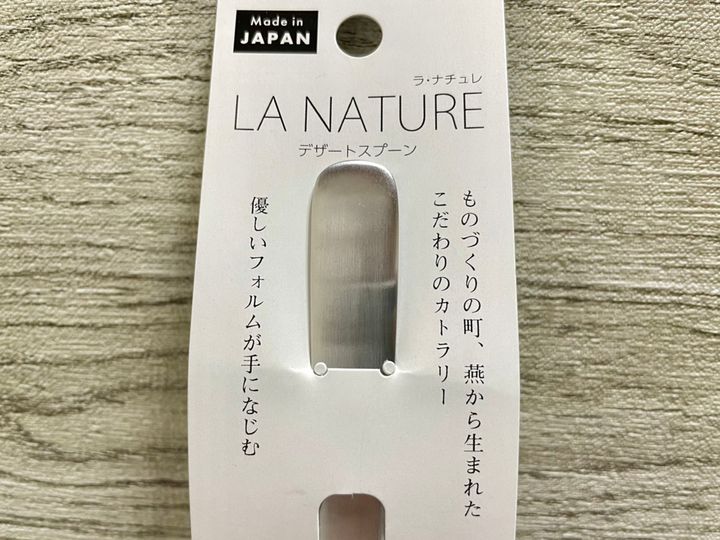 Made in
JAPAN
ラ・ナチュレ
LA NATURE
デザートスプーン
ものづくりの町、燕から生まれた
こだわりのカトラリー
優しいフォルムが手になじむ